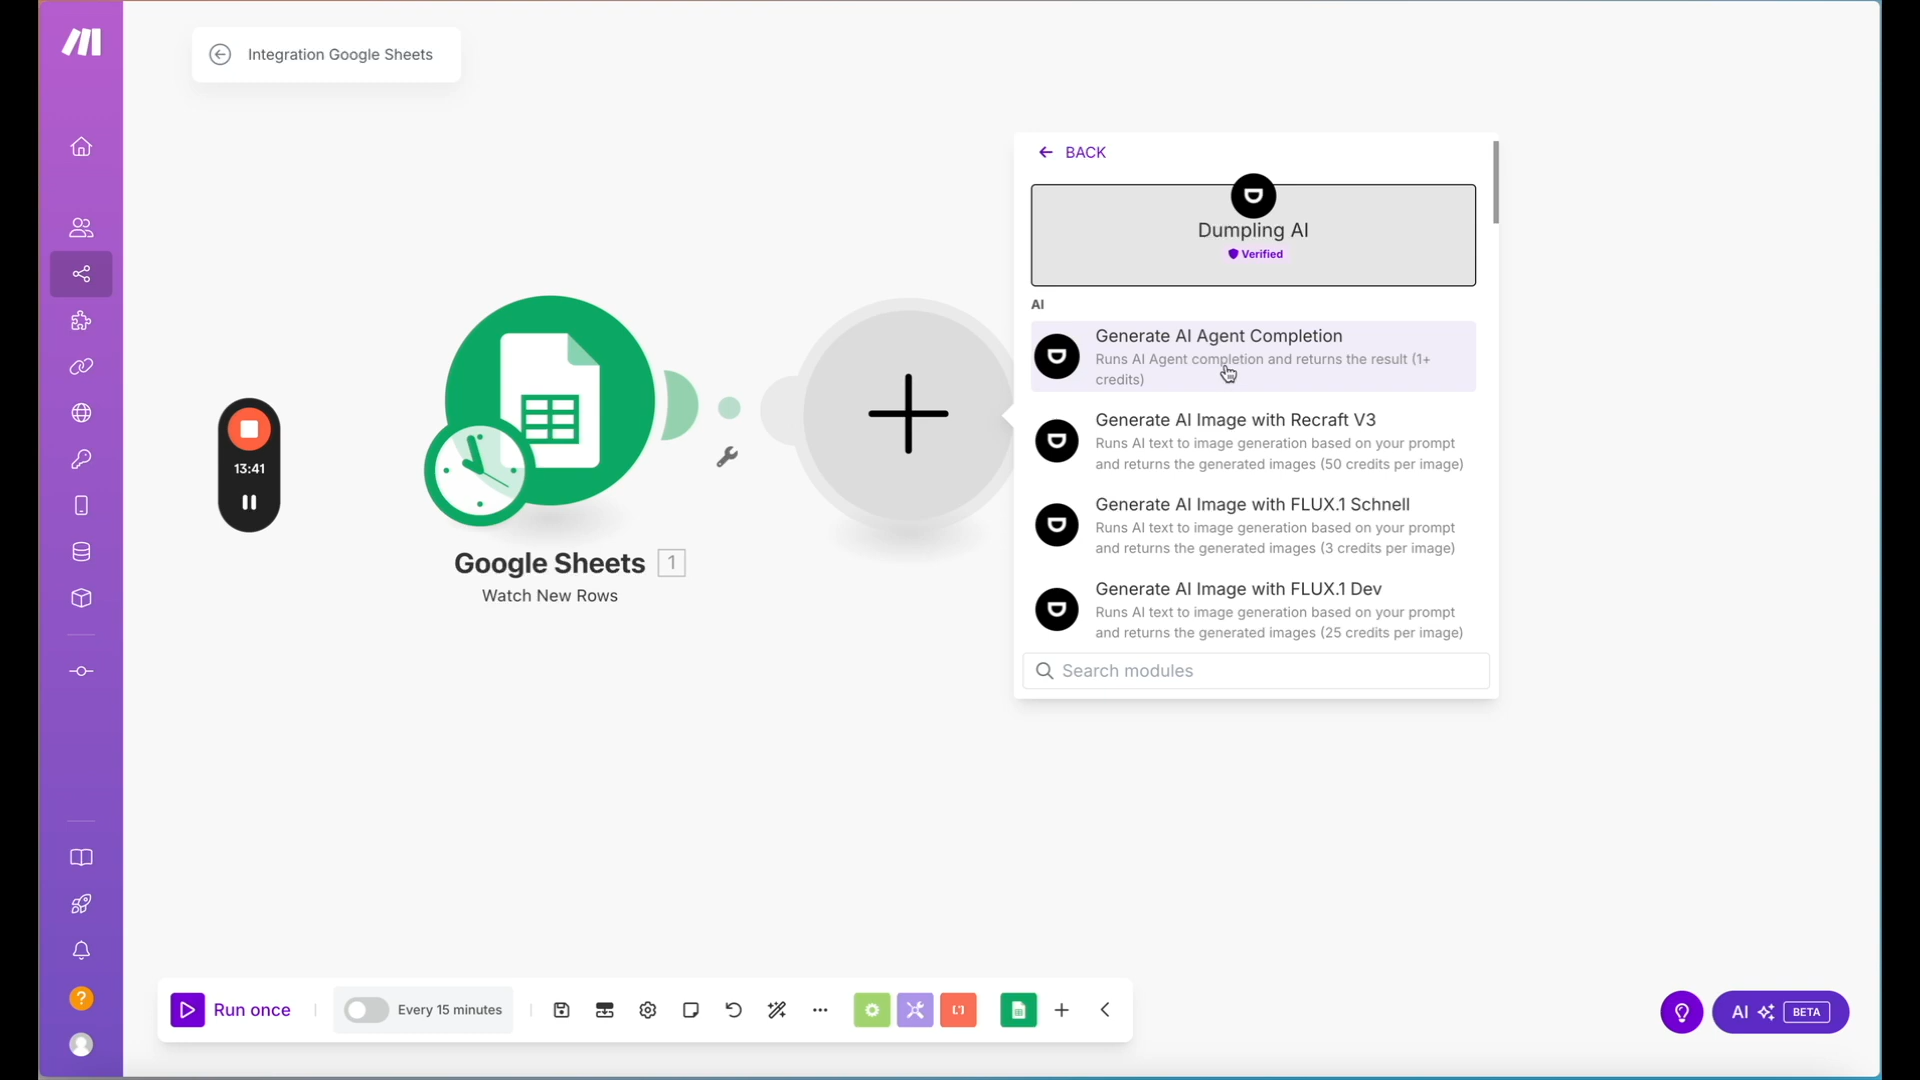 Integration Google Sheets
BACK
Dumpling AI
Verified
AI
Generate AI Agent Completion
Runs AI Agent completion and returns the result (1+
credits)
Generate AI Image with Recraft V3
Runs AI text to image generation based on your prompt
and returns the generated images (50 credits per image)
Generate AI Image with FLUX.1 Schnell
Runs AI text to image generation based on your prompt
and returns the generated images (3 credits per image)
Generate AI Image with FLUX.1 Dev
Runs AI text to image generation based on your prompt
and returns the generated images (25 credits per image)
Search modules
13:41
Google Sheets 1
Watch New Rows
?
Run once
Every 15 minutes
AI BETA